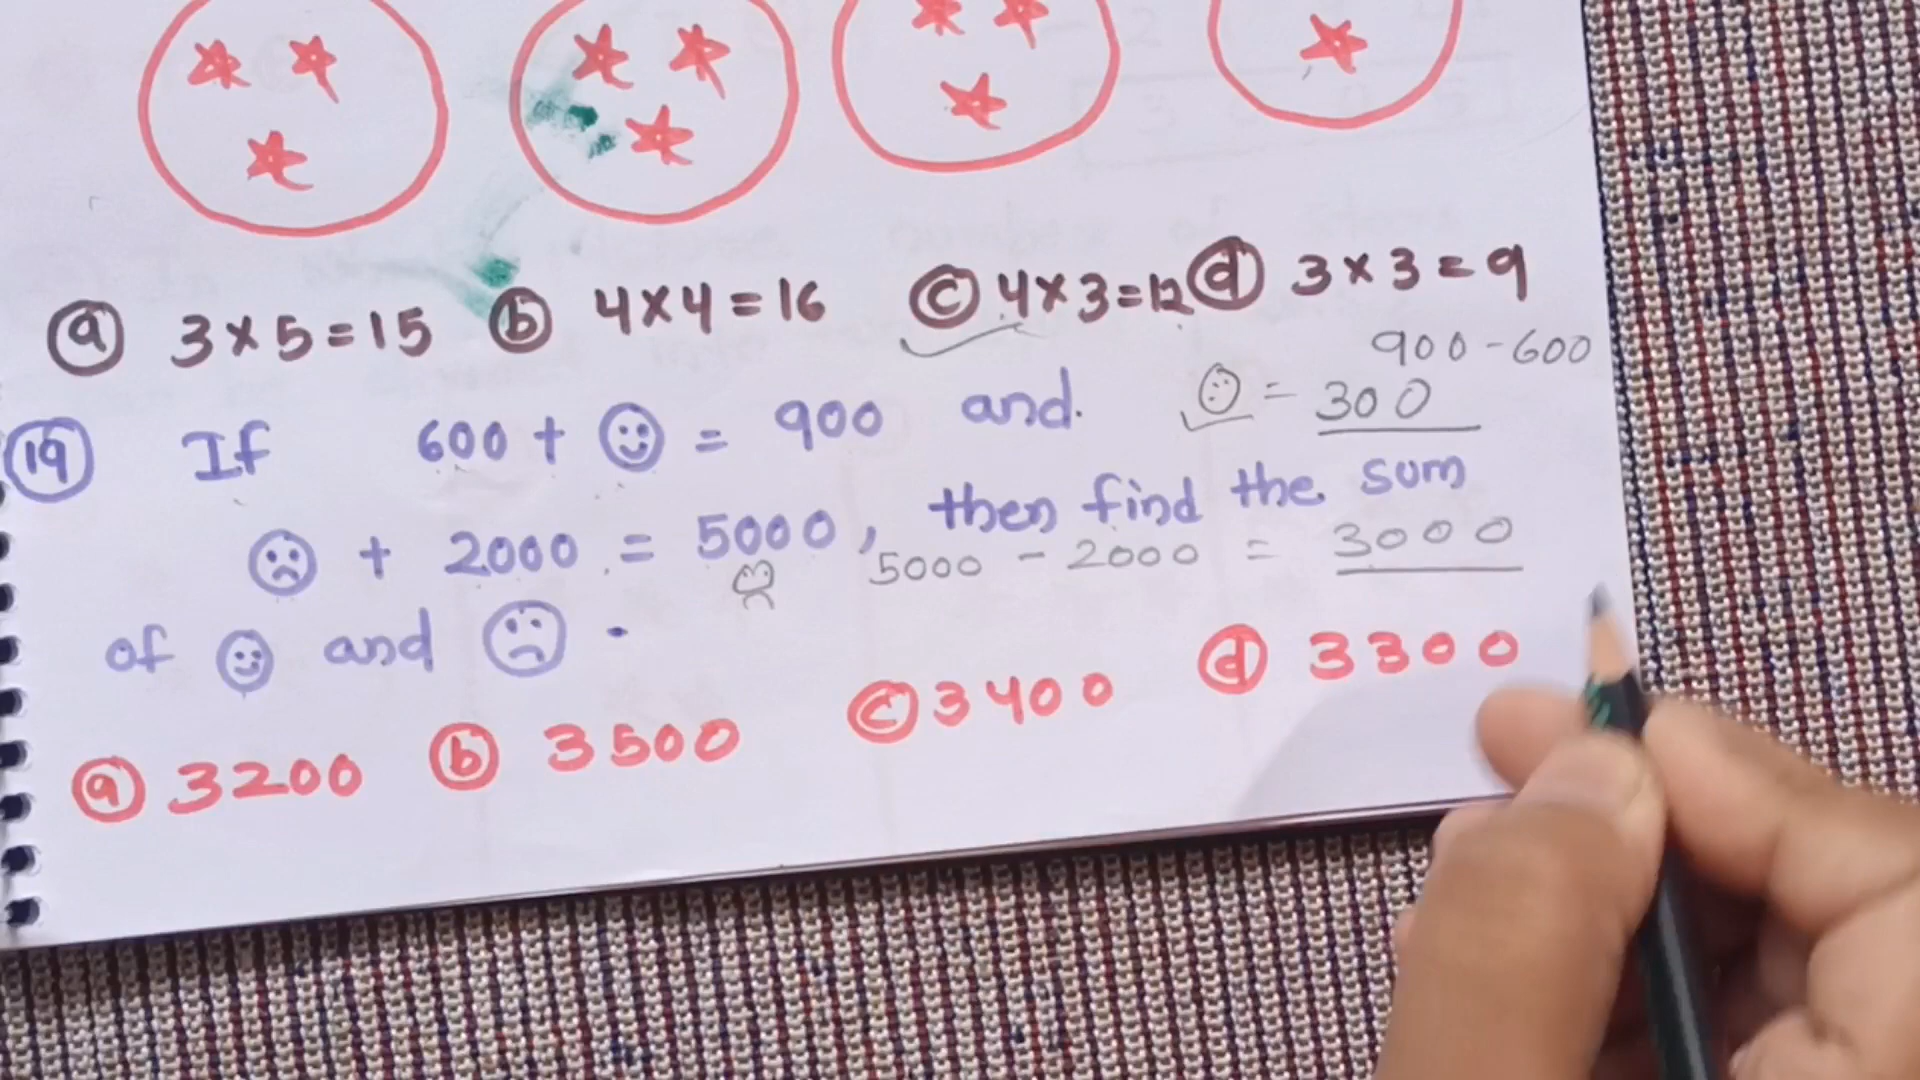 ⓐ 3×5=15 ⓑ 4×4=16 ⓒ 4×3=12 ⓓ 3×3=9
900-600
⑲ If 600 + ☺ = 900 and. ☺ = 300
☹ + 2000 = 5000, then find the sum
☹ 5000 - 2000 = 3000
of ☺ and ☹.
ⓐ 3200 ⓑ 3500 ⓒ 3400 ⓓ 3300